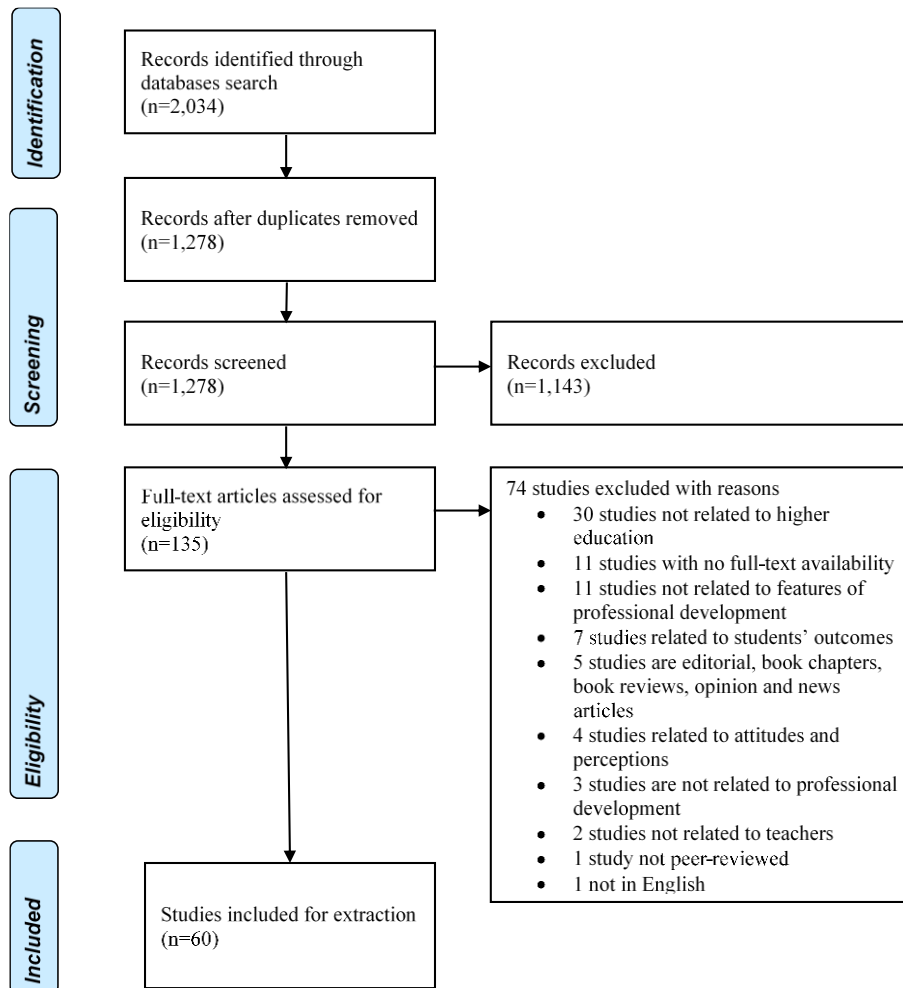 Identification
Records identified through
databases search
(n=2,034)
Records after duplicates removed
(n=1,278)
Screening
Records screened
(n=1,278)
Records excluded
(n=1,143)
Eligibility
Full-text articles assessed for
eligibility
(n=135)
74 studies excluded with reasons
• 30 studies not related to higher
education
• 11 studies with no full-text availability
• 11 studies not related to features of
professional development
• 7 studies related to students’ outcomes
• 5 studies are editorial, book chapters,
book reviews, opinion and news
articles
• 4 studies related to attitudes and
perceptions
• 3 studies are not related to professional
development
• 2 studies not related to teachers
• 1 study not peer-reviewed
• 1 not in English
Included
Studies included for extraction
(n=60)